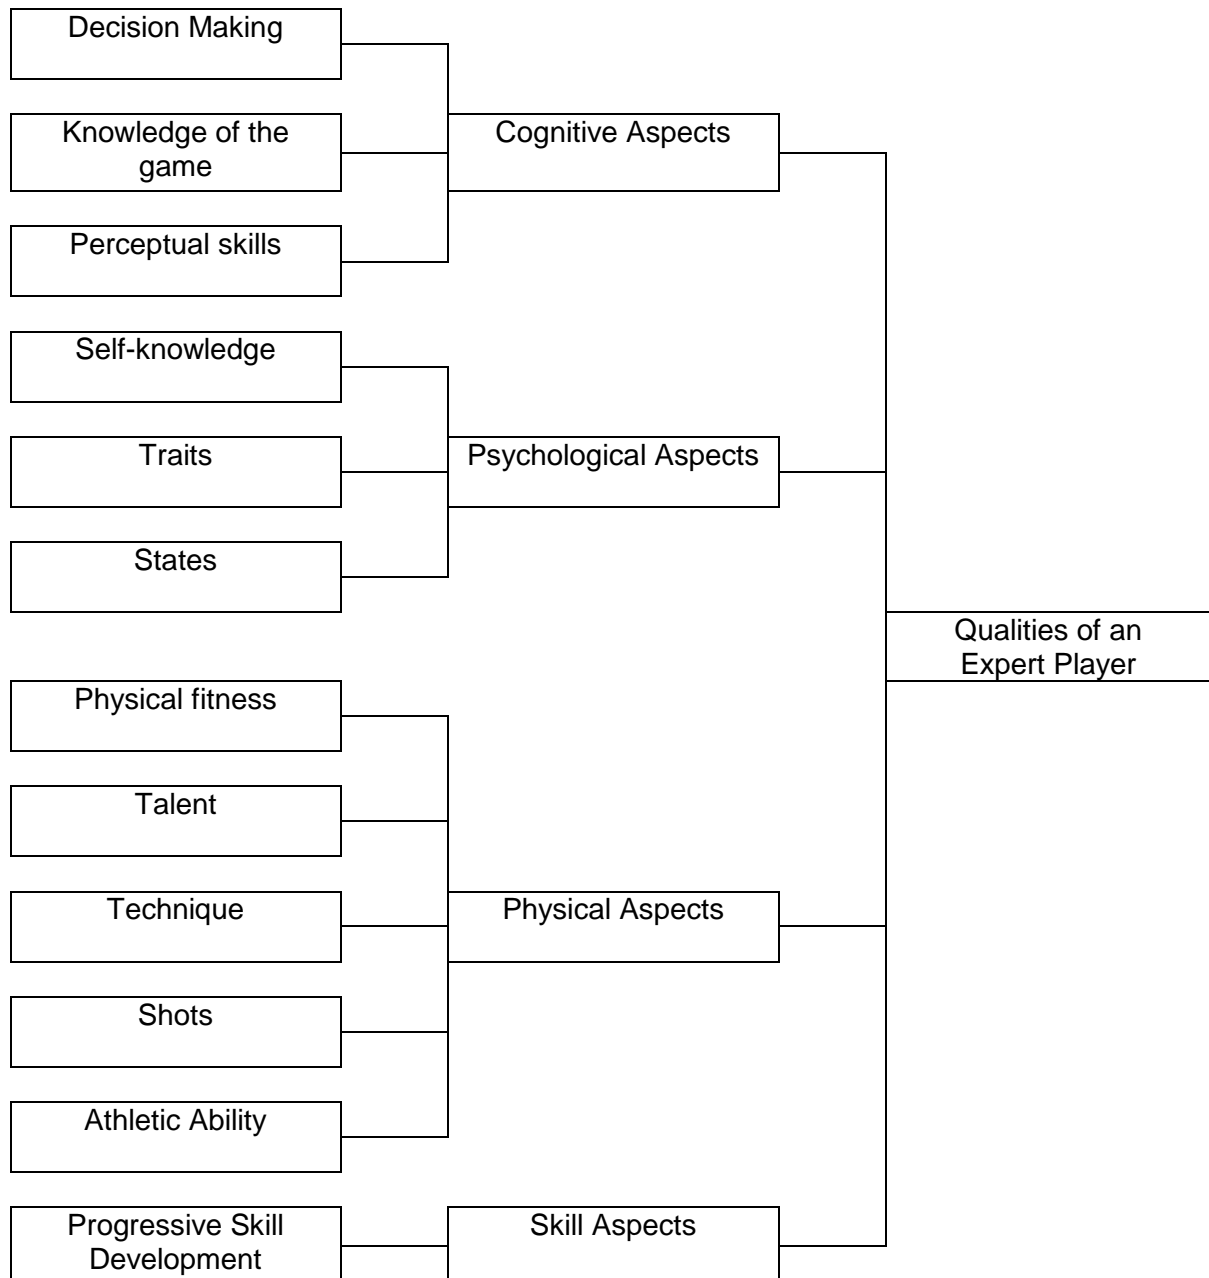 Decision Making
Knowledge of the
game
Cognitive Aspects
Perceptual skills
Self-knowledge
Traits
Psychological Aspects
States
Qualities of an
Expert Player
Physical fitness
Talent
Technique
Physical Aspects
Shots
Athletic Ability
Progressive Skill
Development
Skill Aspects